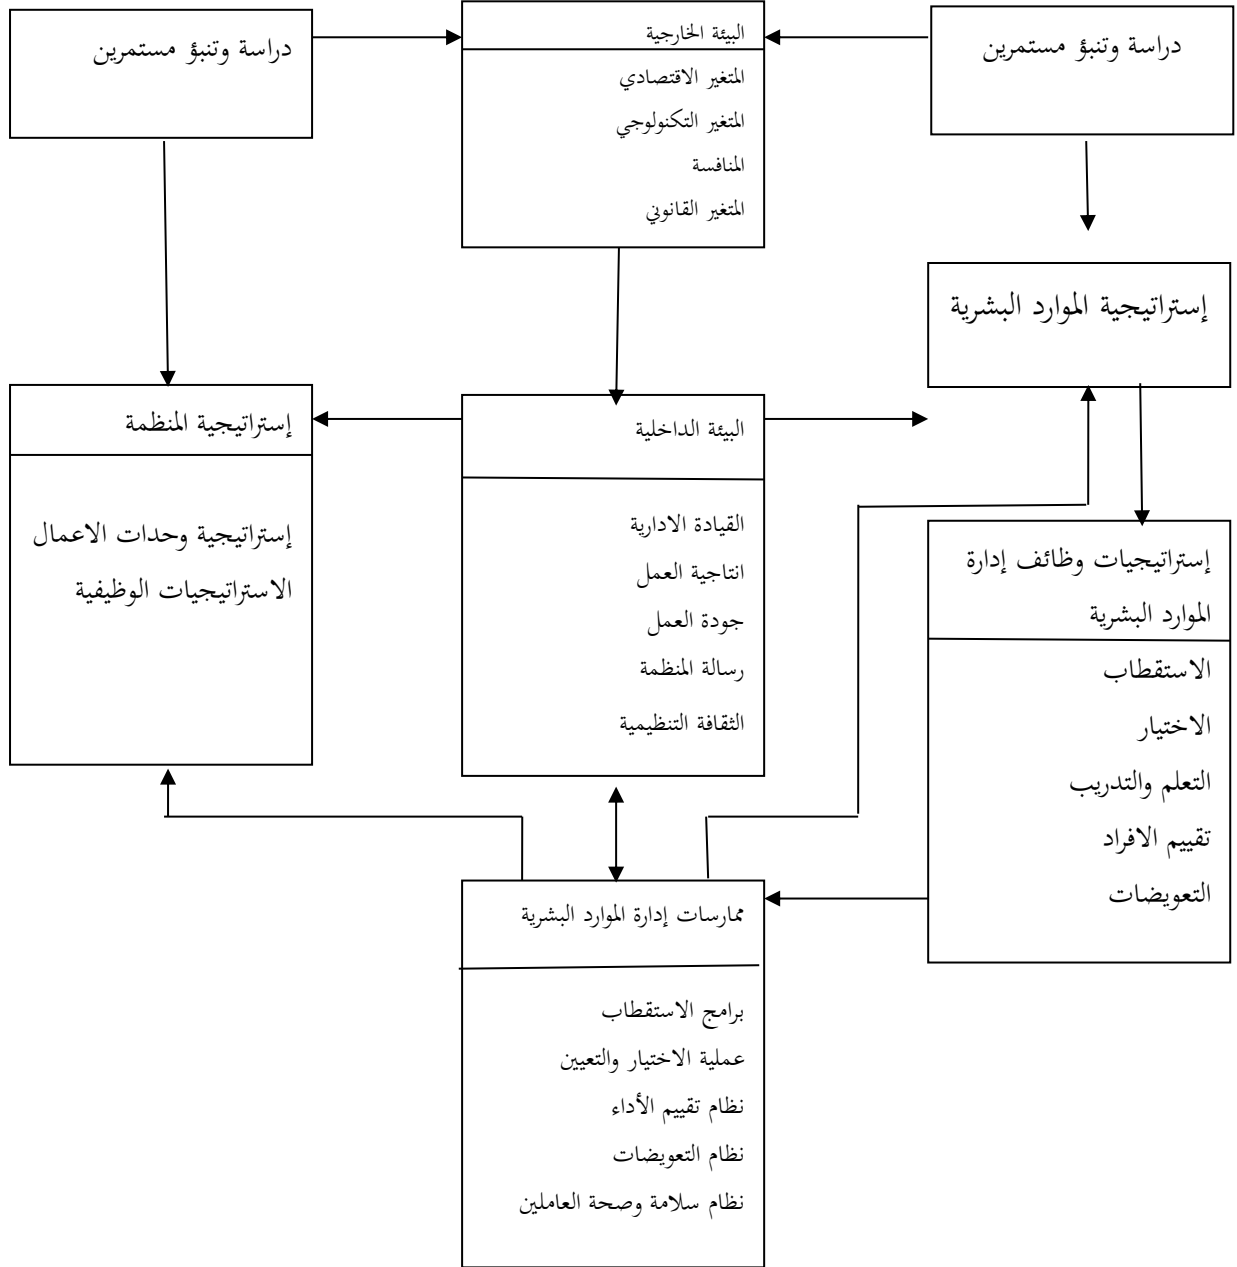 دراسة وتنبؤ مستمرين
البيئة الخارجية
المتغير الاقتصادي
المتغير التكنولوجي
المنافسة
المتغير القانوني
دراسة وتنبؤ مستمرين
إستراتيجية الموارد البشرية
البيئة الداخلية
القيادة الادارية
انتاجية العمل
جودة العمل
رسالة المنظمة
الثقافة التنظيمية
إستراتيجية المنظمة
إستراتيجية وحدات الاعمال
الاستراتيجيات الوظيفية
إستراتيجيات وظائف إدارة
الموارد البشرية
الاستقطاب
الاختيار
التعلم والتدريب
تقييم الافراد
التعويضات
ممارسات إدارة الموارد البشرية
برامج الاستقطاب
عملية الاختيار والتعيين
نظام تقييم الأداء
نظام التعويضات
نظام سلامة وصحة العاملين